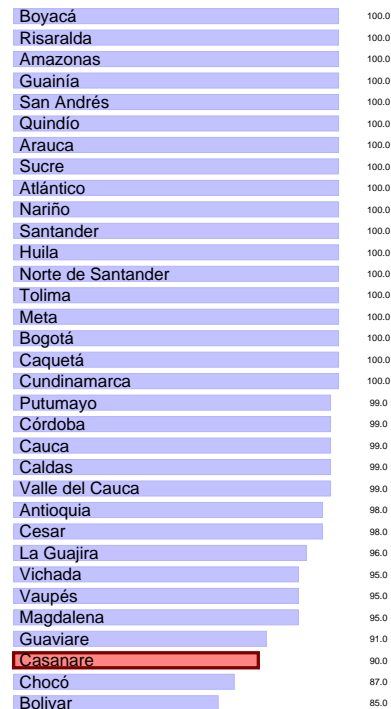 Boyacá 100.0
Risaralda 100.0
Amazonas 100.0
Guainía 100.0
San Andrés 100.0
Quindío 100.0
Arauca 100.0
Sucre 100.0
Atlántico 100.0
Nariño 100.0
Santander 100.0
Huila 100.0
Norte de Santander 100.0
Tolima 100.0
Meta 100.0
Bogotá 100.0
Caquetá 100.0
Cundinamarca 100.0
Putumayo 99.0
Córdoba 99.0
Cauca 99.0
Caldas 99.0
Valle del Cauca 99.0
Antioquia 98.0
Cesar 98.0
La Guajira 96.0
Vichada 95.0
Vaupés 95.0
Magdalena 95.0
Guaviare 91.0
Casanare 90.0
Chocó 87.0
Bolivar 85.0